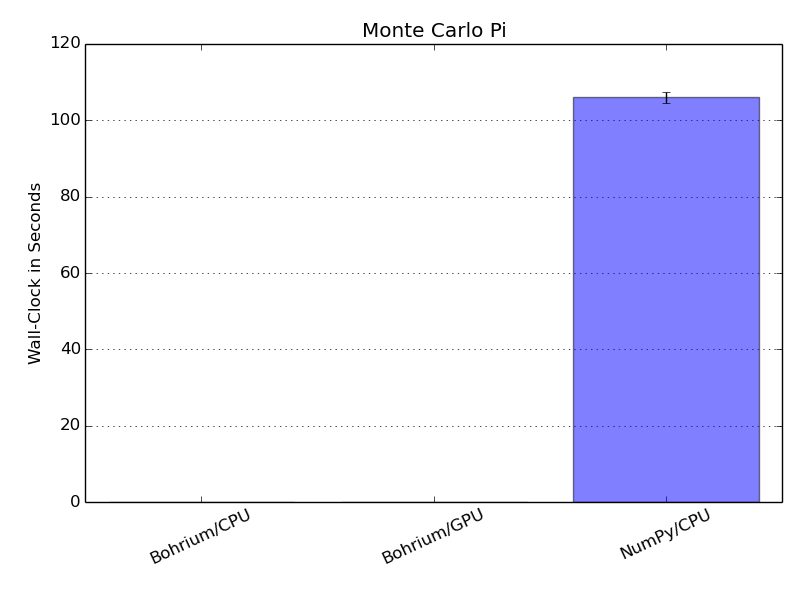 Monte Carlo Pi
120
100
80
60
40
20
0
Wall-Clock in Seconds
Bohrium/CPU
Bohrium/GPU
NumPy/CPU